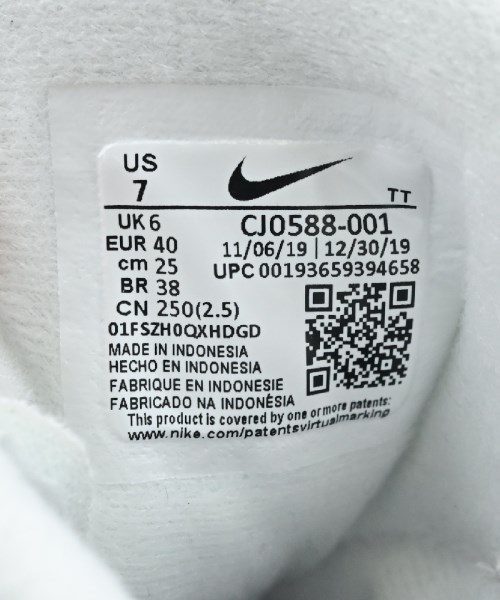 US
7
TT
UK 6
EUR 40
cm 25
BR 38
CN 250(2.5)
CJ0588-001
11/06/19 | 12/30/19
UPC 00193659394658
01FSZH0QXHDGD
MADE IN INDONESIA
HECHO EN INDONESIA
FABRIQUE EN INDONESIE
FABRICADO NA INDONÉSIA
This product is covered by one or more patents:
www.nike.com/patentsvirtualmarking